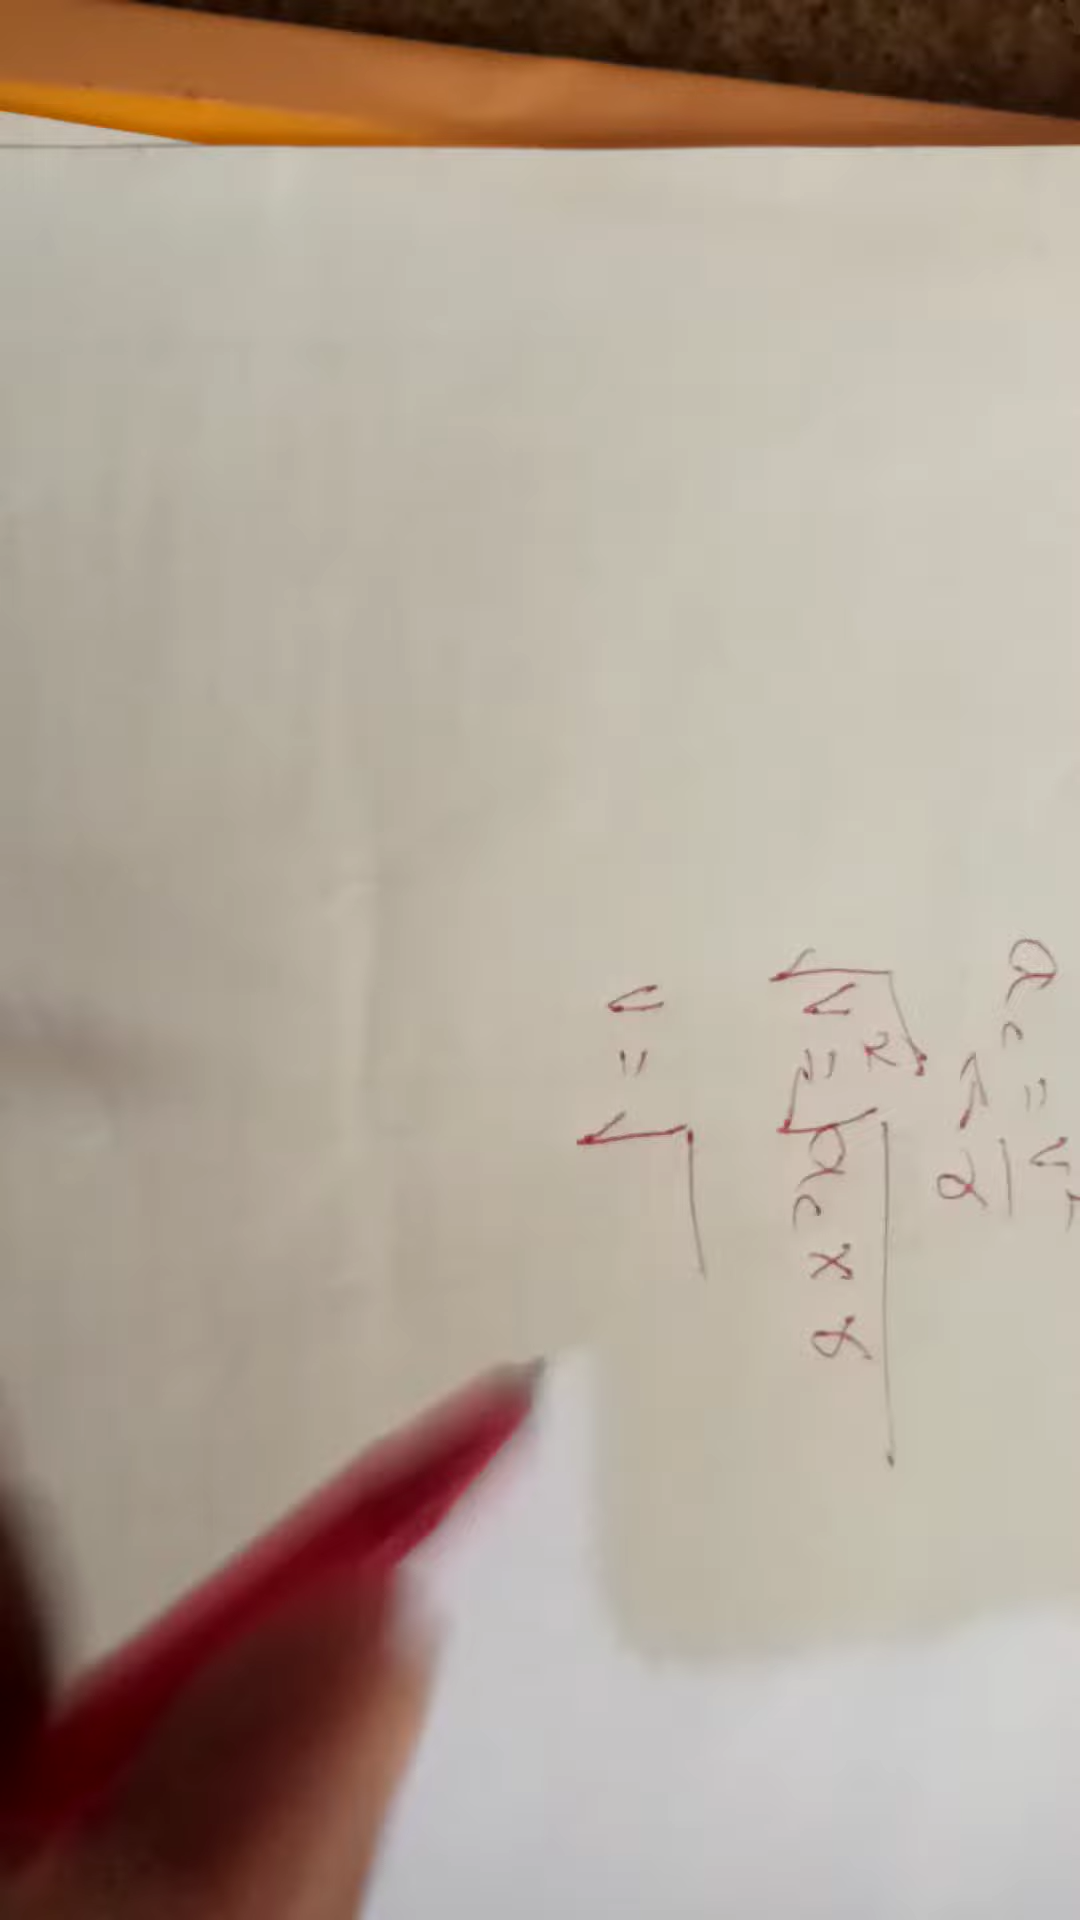 ac = v²
r
√v² = √ac × r
v = √